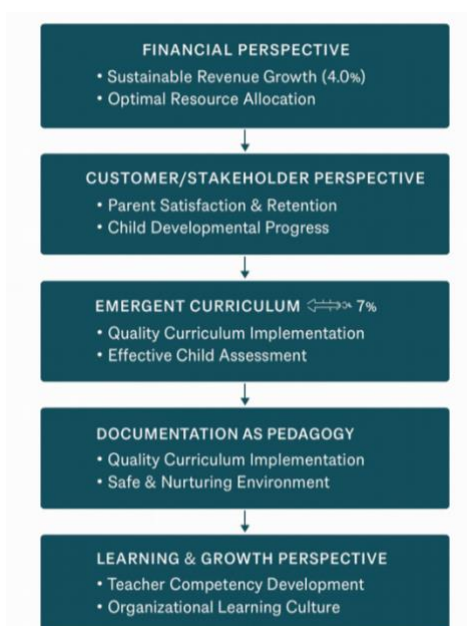 FINANCIAL PERSPECTIVE
• Sustainable Revenue Growth (4.0%)
• Optimal Resource Allocation
CUSTOMER/STAKEHOLDER PERSPECTIVE
• Parent Satisfaction & Retention
• Child Developmental Progress
EMERGENT CURRICULUM 7%
• Quality Curriculum Implementation
• Effective Child Assessment
DOCUMENTATION AS PEDAGOGY
• Quality Curriculum Implementation
• Safe & Nurturing Environment
LEARNING & GROWTH PERSPECTIVE
• Teacher Competency Development
• Organizational Learning Culture